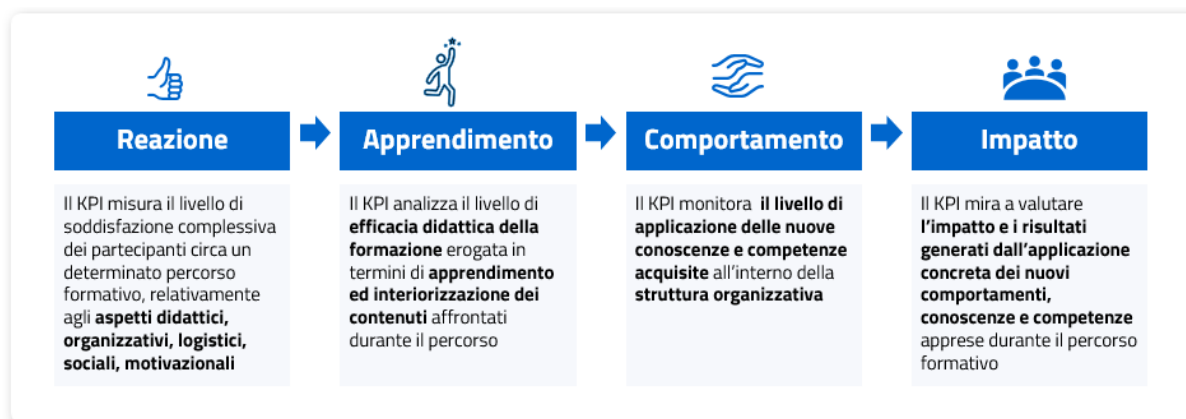 Reazione
Il KPI misura il livello di
soddisfazione complessiva
dei partecipanti circa un
determinato percorso
formativo, relativamente
agli aspetti didattici,
organizzativi, logistici,
sociali, motivazionali
Apprendimento
Il KPI analizza il livello di
efficacia didattica della
formazione erogata in
termini di apprendimento
ed interiorizzazione dei
contenuti affrontati
durante il percorso
Comportamento
Il KPI monitora il livello di
applicazione delle nuove
conoscenze e competenze
acquisite all'interno della
struttura organizzativa
Impatto
Il KPI mira a valutare
l'impatto e i risultati
generati dall'applicazione
concreta dei nuovi
comportamenti,
conoscenze e competenze
apprese durante il percorso
formativo